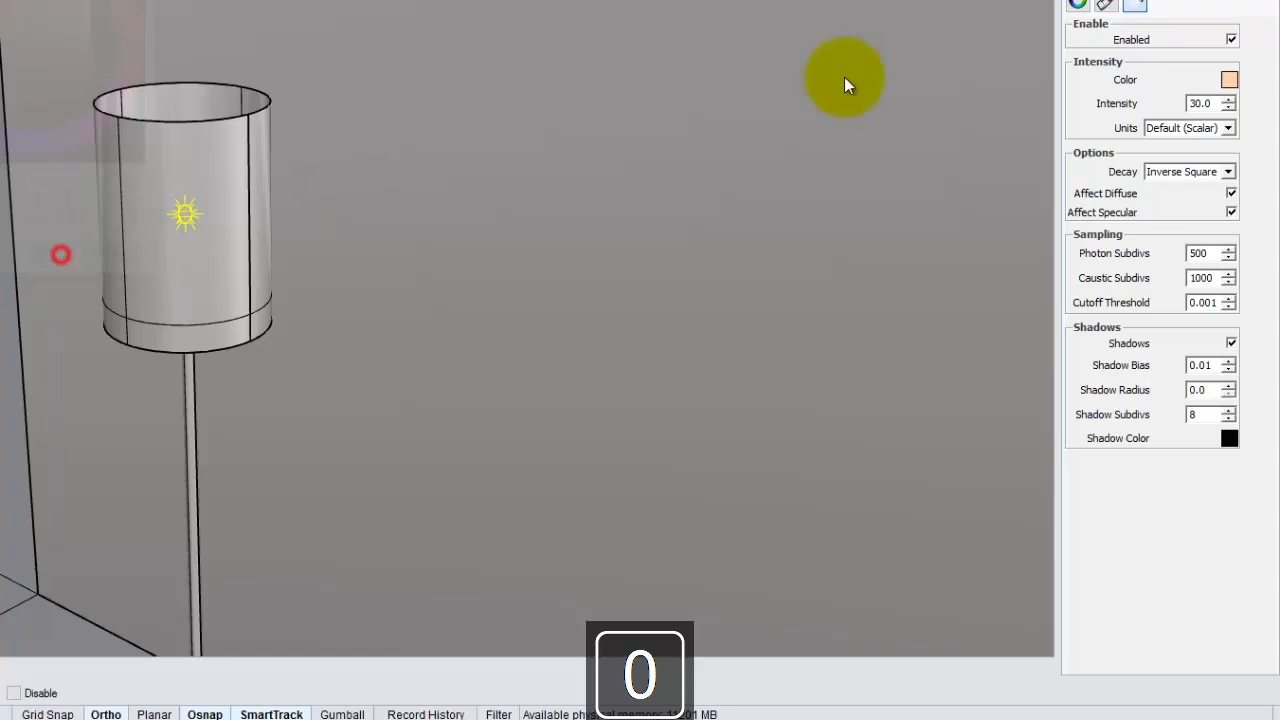 Enable
Enabled
Intensity
Color
Intensity 30.0
Units Default (Scalar)
Options
Decay Inverse Square
Affect Diffuse
Affect Specular
Sampling
Photon Subdivs 500
Caustic Subdivs 1000
Cutoff Threshold 0.001
Shadows
Shadows
Shadow Bias 0.01
Shadow Radius 0.0
Shadow Subdivs 8
Shadow Color
0
Disable
Grid Snap Ortho Planar Osnap SmartTrack Gumball Record History Filter Available MB